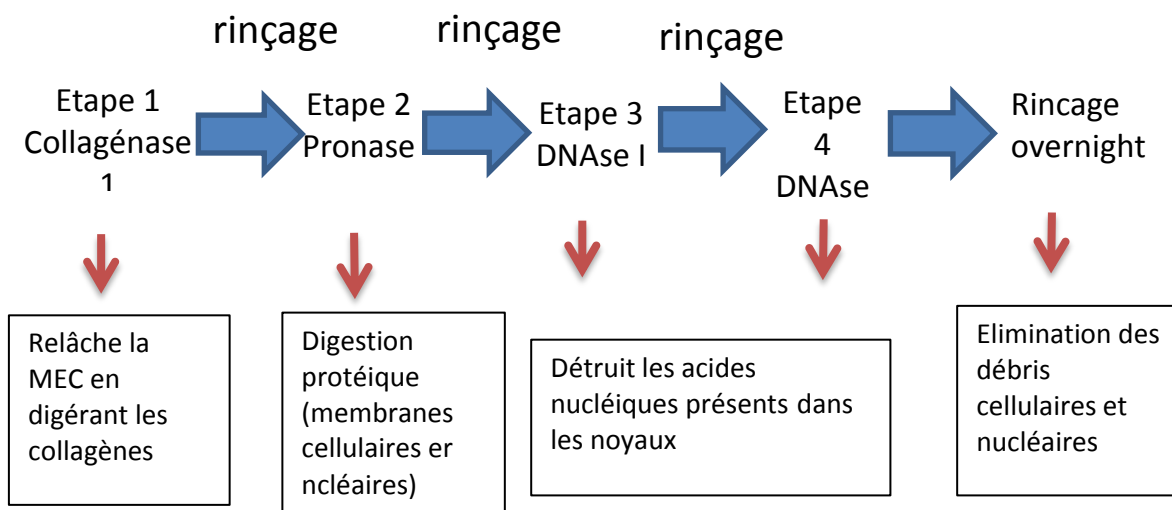 rinçage
rinçage
rinçage
Etape 1
Collagénase
1
Etape 2
Pronase
Etape 3
DNAse I
Etape
4
DNAse
Rincage
overnight
Relâche la
MEC en
digérant les
collagènes
Digestion
protéique
(membranes
cellulaires er
ncléaires)
Détruit les acides
nucléiques présents dans
les noyaux
Elimination des
débris
cellulaires et
nucléaires